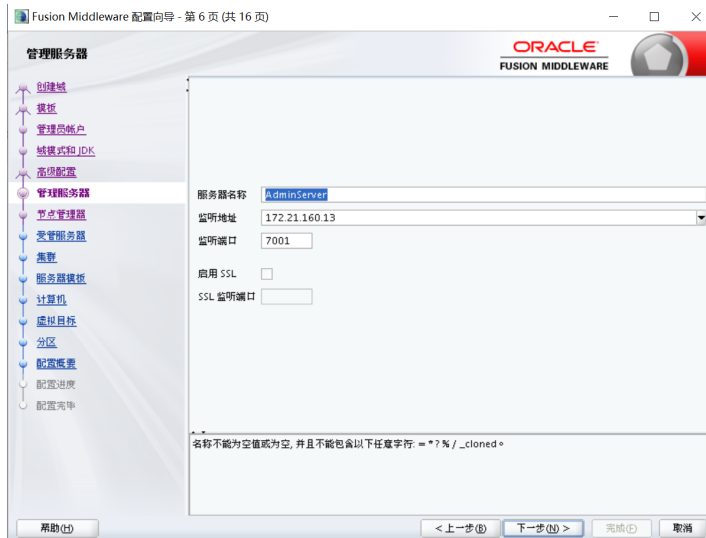 Fusion Middleware 配置向导 - 第 6 页 (共 16 页)
管理服务器
ORACLE
FUSION MIDDLEWARE
创建域
模板
管理员帐户
域模式和 JDK
高级配置
管理服务器
节点管理器
受管服务器
集群
服务器模板
计算机
虚拟目标
分区
配置概要
配置进度
配置完毕
服务器名称 AdminServer
监听地址 172.21.160.13
监听端口 7001
启用 SSL
SSL 监听端口
名称不能为空值或为空, 并且不能包含以下任意字符: = * ? % / _cloned。
帮助(H)
< 上一步(B)
下一步(N) >
完成(F)
取消